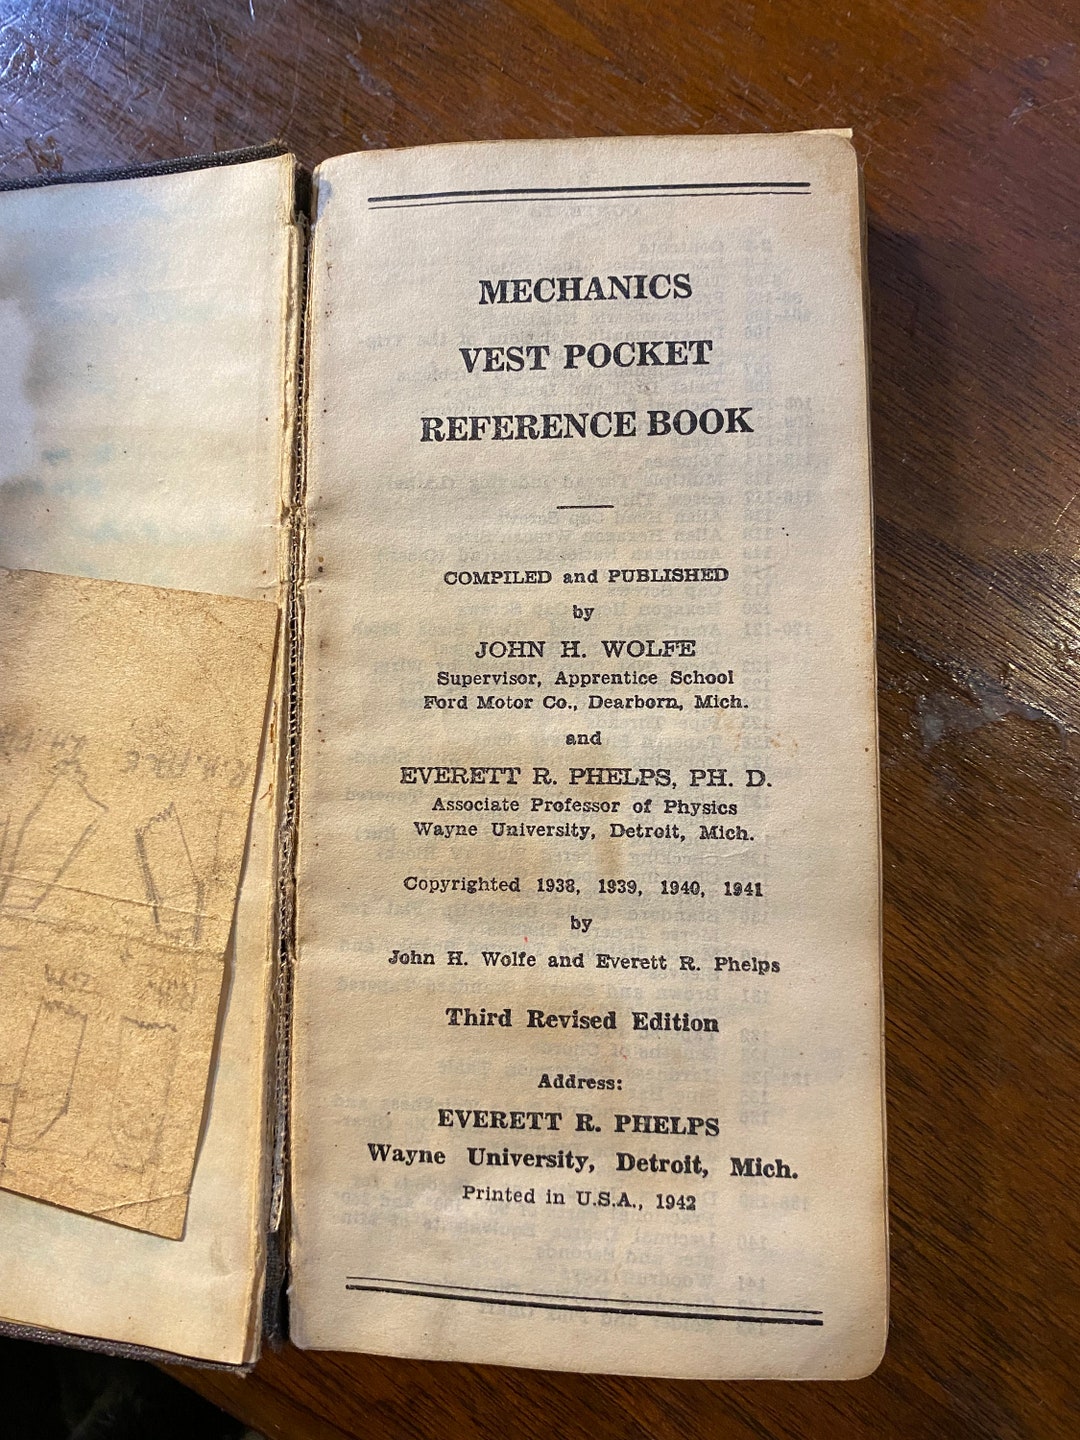 MECHANICS
VEST POCKET
REFERENCE BOOK
COMPILED and PUBLISHED
by
JOHN H. WOLFE
Supervisor, Apprentice School
Ford Motor Co., Dearborn, Mich.
and
EVERETT R. PHELPS, PH. D.
Associate Professor of Physics
Wayne University, Detroit, Mich.
Copyrighted 1938, 1939, 1940, 1941
by
John H. Wolfe and Everett R. Phelps
Third Revised Edition
Address:
EVERETT R. PHELPS
Wayne University, Detroit, Mich.
Printed in U.S.A., 1942